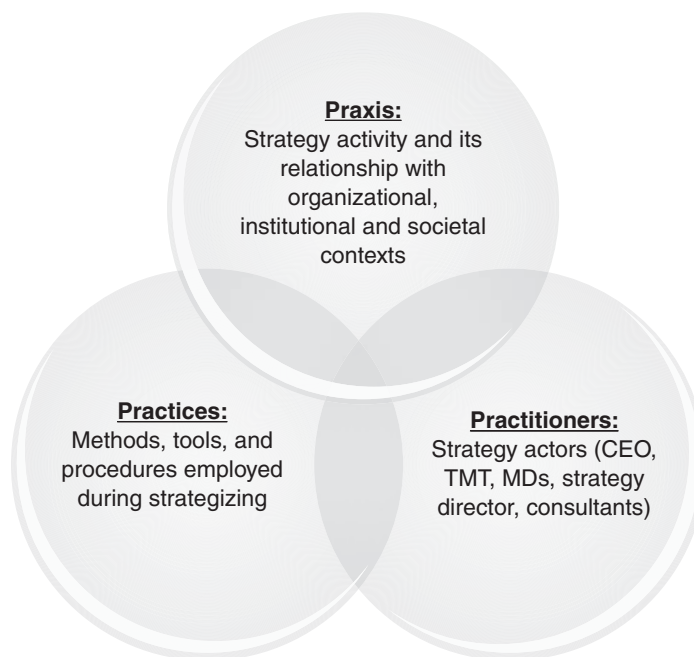 Praxis:
Strategy activity and its
relationship with
organizational,
institutional and societal
contexts
Practices:
Methods, tools, and
procedures employed
during strategizing
Practitioners:
Strategy actors (CEO,
TMT, MDs, strategy
director, consultants)